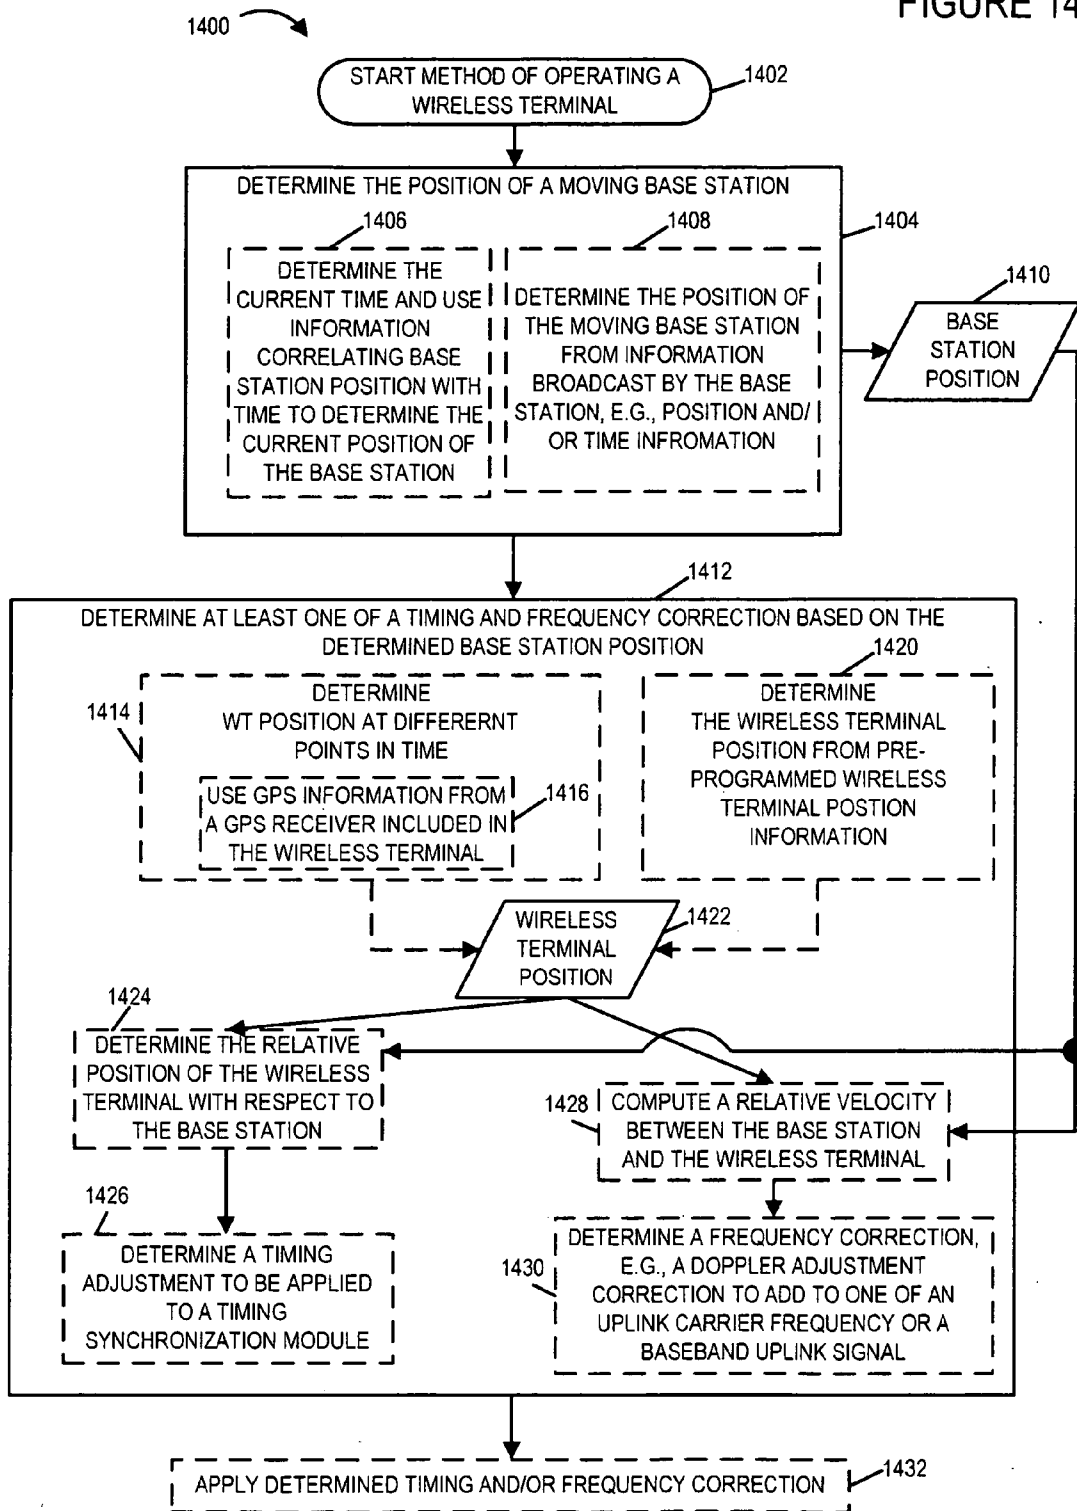 FIGURE 14
1400
START METHOD OF OPERATING A
WIRELESS TERMINAL
1402
DETERMINE THE POSITION OF A MOVING BASE STATION
1404
1406
DETERMINE THE
CURRENT TIME AND USE
INFORMATION
CORRELATING BASE
STATION POSITION WITH
TIME TO DETERMINE THE
CURRENT POSITION OF
THE BASE STATION
1408
DETERMINE THE POSITION OF
THE MOVING BASE STATION
FROM INFORMATION
BROADCAST BY THE BASE
STATION, E.G., POSITION AND/
OR TIME INFROMATION
1410
BASE
STATION
POSITION
1412
DETERMINE AT LEAST ONE OF A TIMING AND FREQUENCY CORRECTION BASED ON THE
DETERMINED BASE STATION POSITION
1414
DETERMINE
WT POSITION AT DIFFERERNT
POINTS IN TIME
USE GPS INFORMATION FROM
A GPS RECEIVER INCLUDED IN
THE WIRELESS TERMINAL
1416
1420
DETERMINE
THE WIRELESS TERMINAL
POSITION FROM PRE-
PROGRAMMED WIRELESS
TERMINAL POSTION
INFORMATION
WIRELESS
TERMINAL
POSITION
1422
1424
DETERMINE THE RELATIVE
POSITION OF THE WIRELESS
TERMINAL WITH RESPECT TO
THE BASE STATION
1428
COMPUTE A RELATIVE VELOCITY
BETWEEN THE BASE STATION
AND THE WIRELESS TERMINAL
1426
DETERMINE A TIMING
ADJUSTMENT TO BE APPLIED
TO A TIMING
SYNCHRONIZATION MODULE
1430
DETERMINE A FREQUENCY CORRECTION,
E.G., A DOPPLER ADJUSTMENT
CORRECTION TO ADD TO ONE OF AN
UPLINK CARRIER FREQUENCY OR A
BASEBAND UPLINK SIGNAL
APPLY DETERMINED TIMING AND/OR FREQUENCY CORRECTION
1432